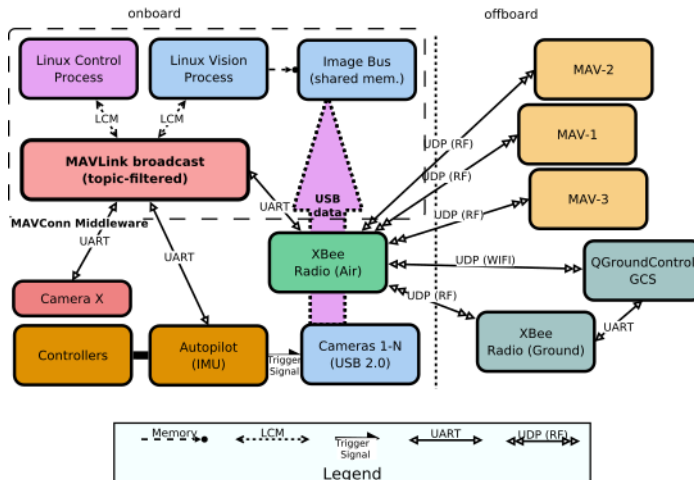 onboard
offboard
Linux Control
Process
Linux Vision
Process
Image Bus
(shared mem.)
MAV-2
LCM
LCM
MAV-1
UDP (RF)
MAVLink broadcast
(topic-filtered)
UDP (RF)
MAV-3
USB
data
UART
UDP (RF)
MAVConn Middleware
UART
UART
XBee
Radio (Air)
UDP (WIFI)
QGroundControl
GCS
Camera X
UDP (RF)
XBee
Radio (Ground)
UART
Controllers
Autopilot
(IMU)
Trigger
Signal
Cameras 1-N
(USB 2.0)
Memory
LCM
Trigger
Signal
UART
UDP (RF)
Legend